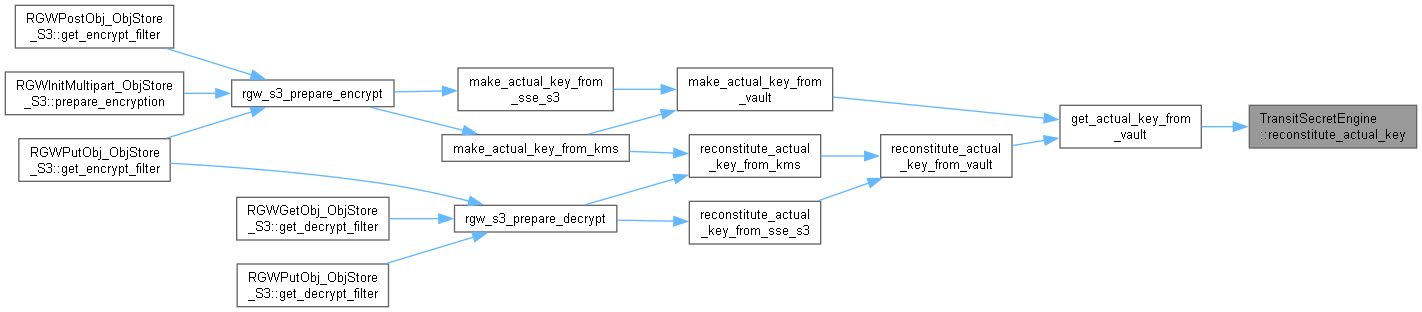 RGWPostObj_ObjStore
_S3::get_encrypt_filter
RGWInitMultipart_ObjStore
_S3::prepare_encryption
RGWPutObj_ObjStore
_S3::get_encrypt_filter
RGWGetObj_ObjStore
_S3::get_decrypt_filter
RGWPutObj_ObjStore
_S3::get_decrypt_filter
rgw_s3_prepare_encrypt
rgw_s3_prepare_decrypt
make_actual_key_from
_sse_s3
make_actual_key_from_kms
make_actual_key_from
_vault
reconstitute_actual
_key_from_kms
reconstitute_actual
_key_from_sse_s3
reconstitute_actual
_key_from_vault
get_actual_key_from
_vault
TransitSecretEngine
::reconstitute_actual_key